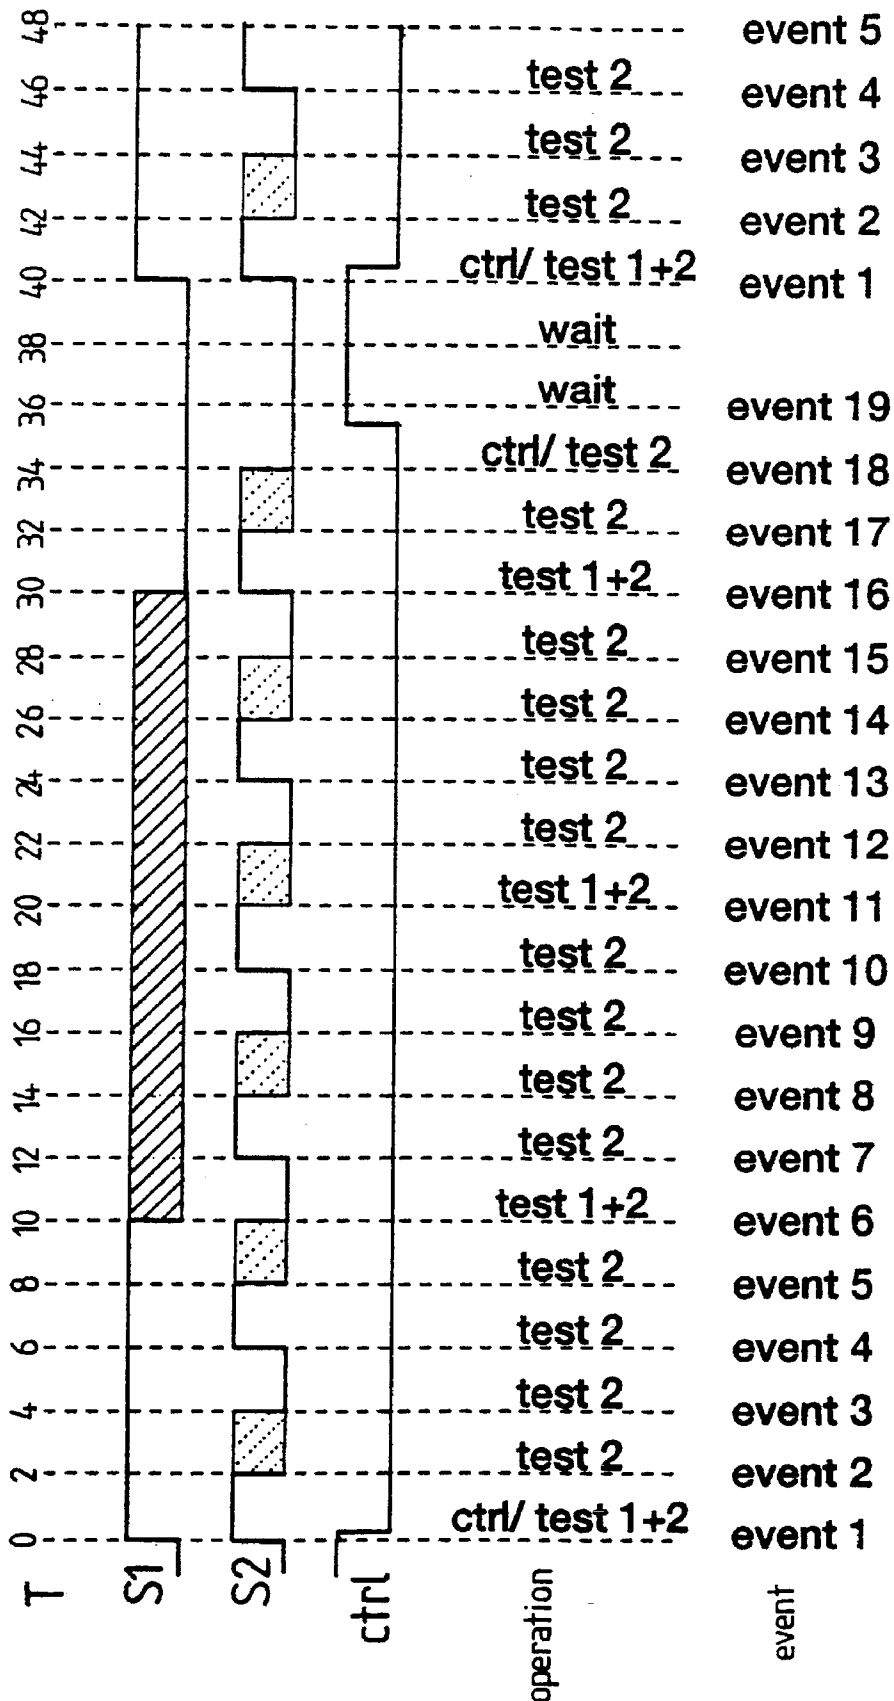 48 event 5
46 test 2 event 4
44 test 2 event 3
42 test 2 event 2
40 ctrl/ test 1+2 event 1
38 wait
36 wait event 19
34 ctrl/ test 2 event 18
32 test 2 event 17
30 test 1+2 event 16
28 test 2 event 15
26 test 2 event 14
24 test 2 event 13
22 test 2 event 12
20 test 1+2 event 11
18 test 2 event 10
16 test 2 event 9
14 test 2 event 8
12 test 2 event 7
10 test 1+2 event 6
8 test 2 event 5
6 test 2 event 4
4 test 2 event 3
2 test 2 event 2
0 ctrl/ test 1+2 event 1
T
S1
S2
ctrl
operation
event